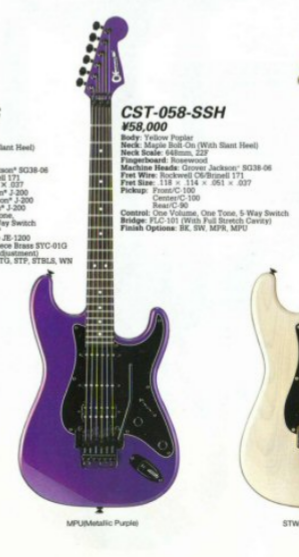 lant Heel)
son* SG38-06
ll 171
× .037
* J-200
n* J-200
* J-200
one,
y Switch
JE-1200
ece Brass SYC-01G
djustment)
TG, STP, STBLS, WN
CST-058-SSH
¥58,000
Body: Yellow Poplar
Neck: Maple Bolt-On (With Slant Heel)
Neck Scale: 648mm, 22F
Fingerboard: Rosewood
Machine Heads: Grover Jackson* SG38-06
Fret Wire: Rockwell C6/Brinell 171
Fret Size: .118 × .114 × .051 × .037
Pickup: Front/C-100
Center/C-100
Rear/C-90
Control: One Volume, One Tone, 5-Way Switch
Bridge: FLC-101 (With Full Stretch Cavity)
Finish Options: BK, SW, MPR, MPU
MPU(Metallic Purple)
STW